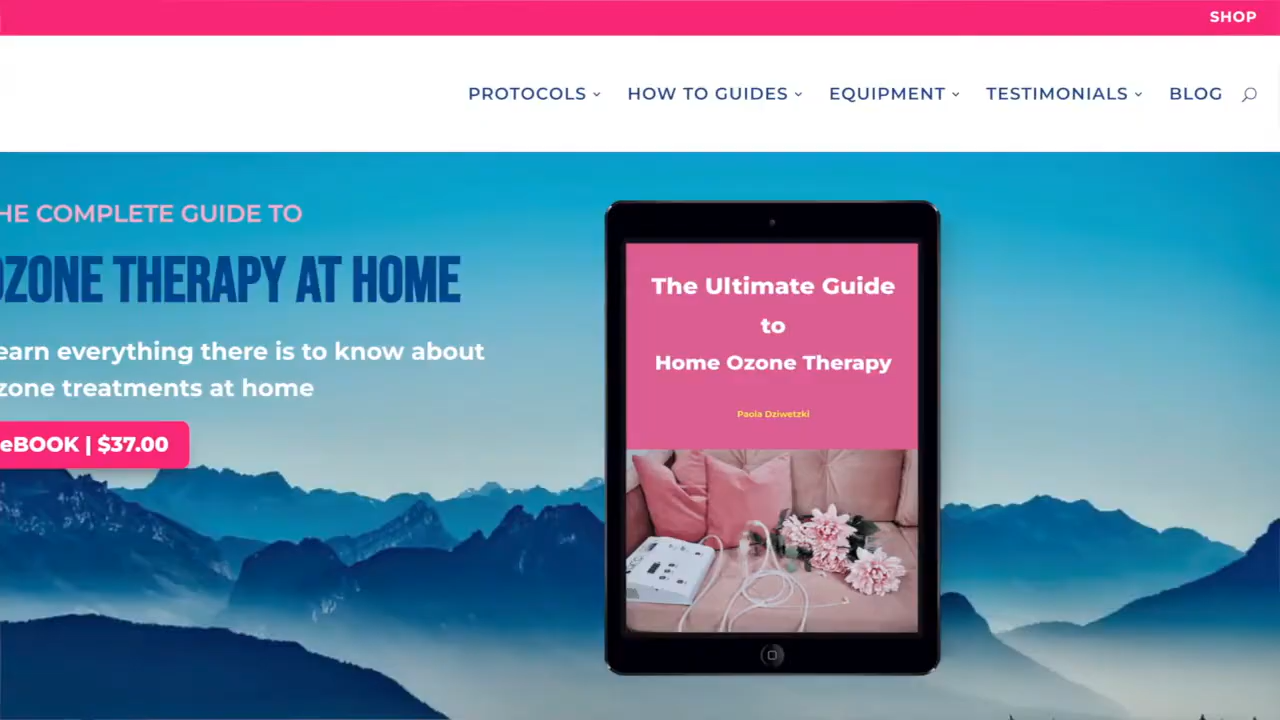 SHOP
PROTOCOLS HOW TO GUIDES EQUIPMENT TESTIMONIALS BLOG
HE COMPLETE GUIDE TO
OZONE THERAPY AT HOME
earn everything there is to know about
zone treatments at home
eBOOK | $37.00
The Ultimate Guide
to
Home Ozone Therapy
Paola Dziwetzki